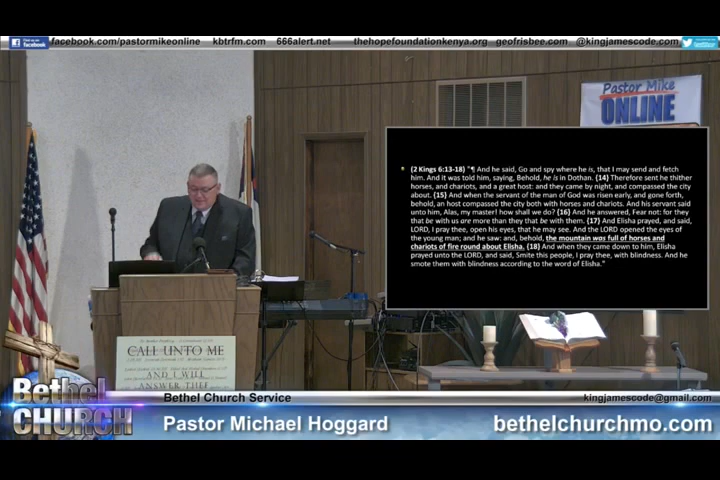 Find us on facebook
facebook.com/pastormikeonline kbtrfm.com 666alert.net thehopefoundationkenya.org geofrisbee.com @kingjamescode.com
Pastor Mike
ONLINE
(2 Kings 6:13-18) "¶ And he said, Go and spy where he is, that I may send and fetch
him. And it was told him, saying, Behold, he is in Dothan. (14) Therefore sent he thither
horses, and chariots, and a great host: and they came by night, and compassed the city
about. (15) And when the servant of the man of God was risen early, and gone forth,
behold, an host compassed the city both with horses and chariots. And his servant said
unto him, Alas, my master! how shall we do? (16) And he answered, Fear not: for they
that be with us are more than they that be with them. (17) And Elisha prayed, and said,
LORD, I pray thee, open his eyes, that he may see. And the LORD opened the eyes of
the young man; and he saw: and, behold, the mountain was full of horses and
chariots of fire round about Elisha. (18) And when they came down to him, Elisha
prayed unto the LORD, and said, Smite this people, I pray thee, with blindness. And he
smote them with blindness according to the word of Elisha."
CALL UNTO ME
AND I WILL
ANSWER THEE
Bethel
CHURCH
Bethel Church Service
kingjamescode@gmail.com
Pastor Michael Hoggard
bethelchurchmo.com